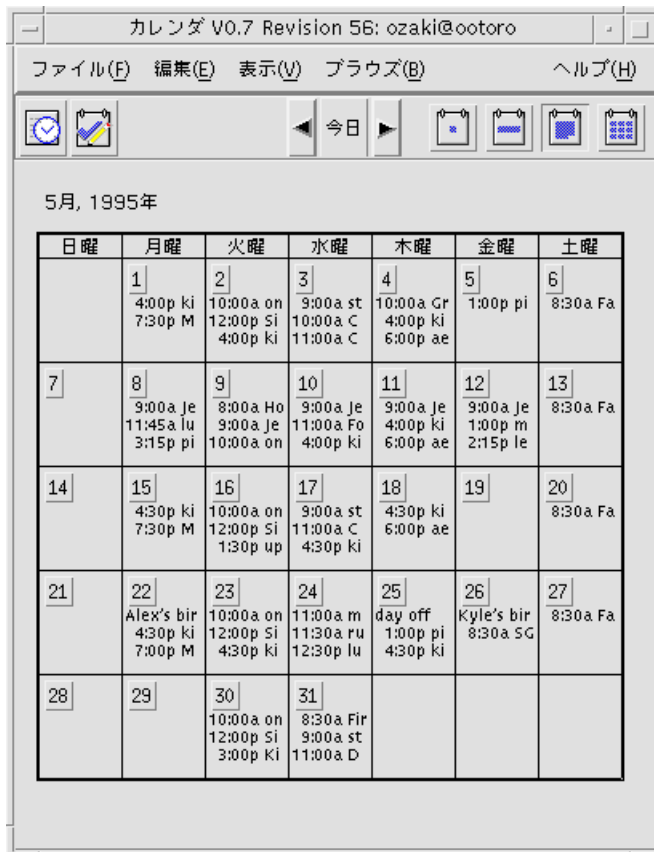 カレンダ V0.7 Revision 56: ozaki@ootoro
ファイル(F) 編集(E) 表示(V) ブラウズ(B) ヘルプ(H)
今日
5月, 1995年
日曜 月曜 火曜 水曜 木曜 金曜 土曜
1
4:00p ki
7:30p M
2
10:00a on
12:00p Si
4:00p ki
3
9:00a st
10:00a C
11:00a C
4
10:00a Gr
4:00p ki
6:00p ae
5
1:00p pi
6
8:30a Fa
7
8
9:00a Je
11:45a lu
3:15p pi
9
8:00a Ho
9:00a Je
10:00a on
10
9:00a Je
11:00a Fo
4:00p ki
11
9:00a Je
4:00p ki
6:00p ae
12
9:00a Je
1:00p m
2:15p le
13
8:30a Fa
14
15
4:30p ki
7:30p M
16
10:00a on
12:00p Si
1:30p up
17
9:00a st
11:00a C
4:30p ki
18
4:30p ki
6:00p ae
19
20
8:30a Fa
21
22
Alex's bir
4:30p ki
7:00p M
23
10:00a on
12:00p Si
4:30p ki
24
11:00a m
11:30a ru
12:30p lu
25
day off
1:00p pi
4:30p ki
26
Kyle's bir
8:30a SG
27
8:30a Fa
28
29
30
10:00a on
12:00p Si
3:00p Ki
31
8:30a Fir
9:00a st
11:00a D